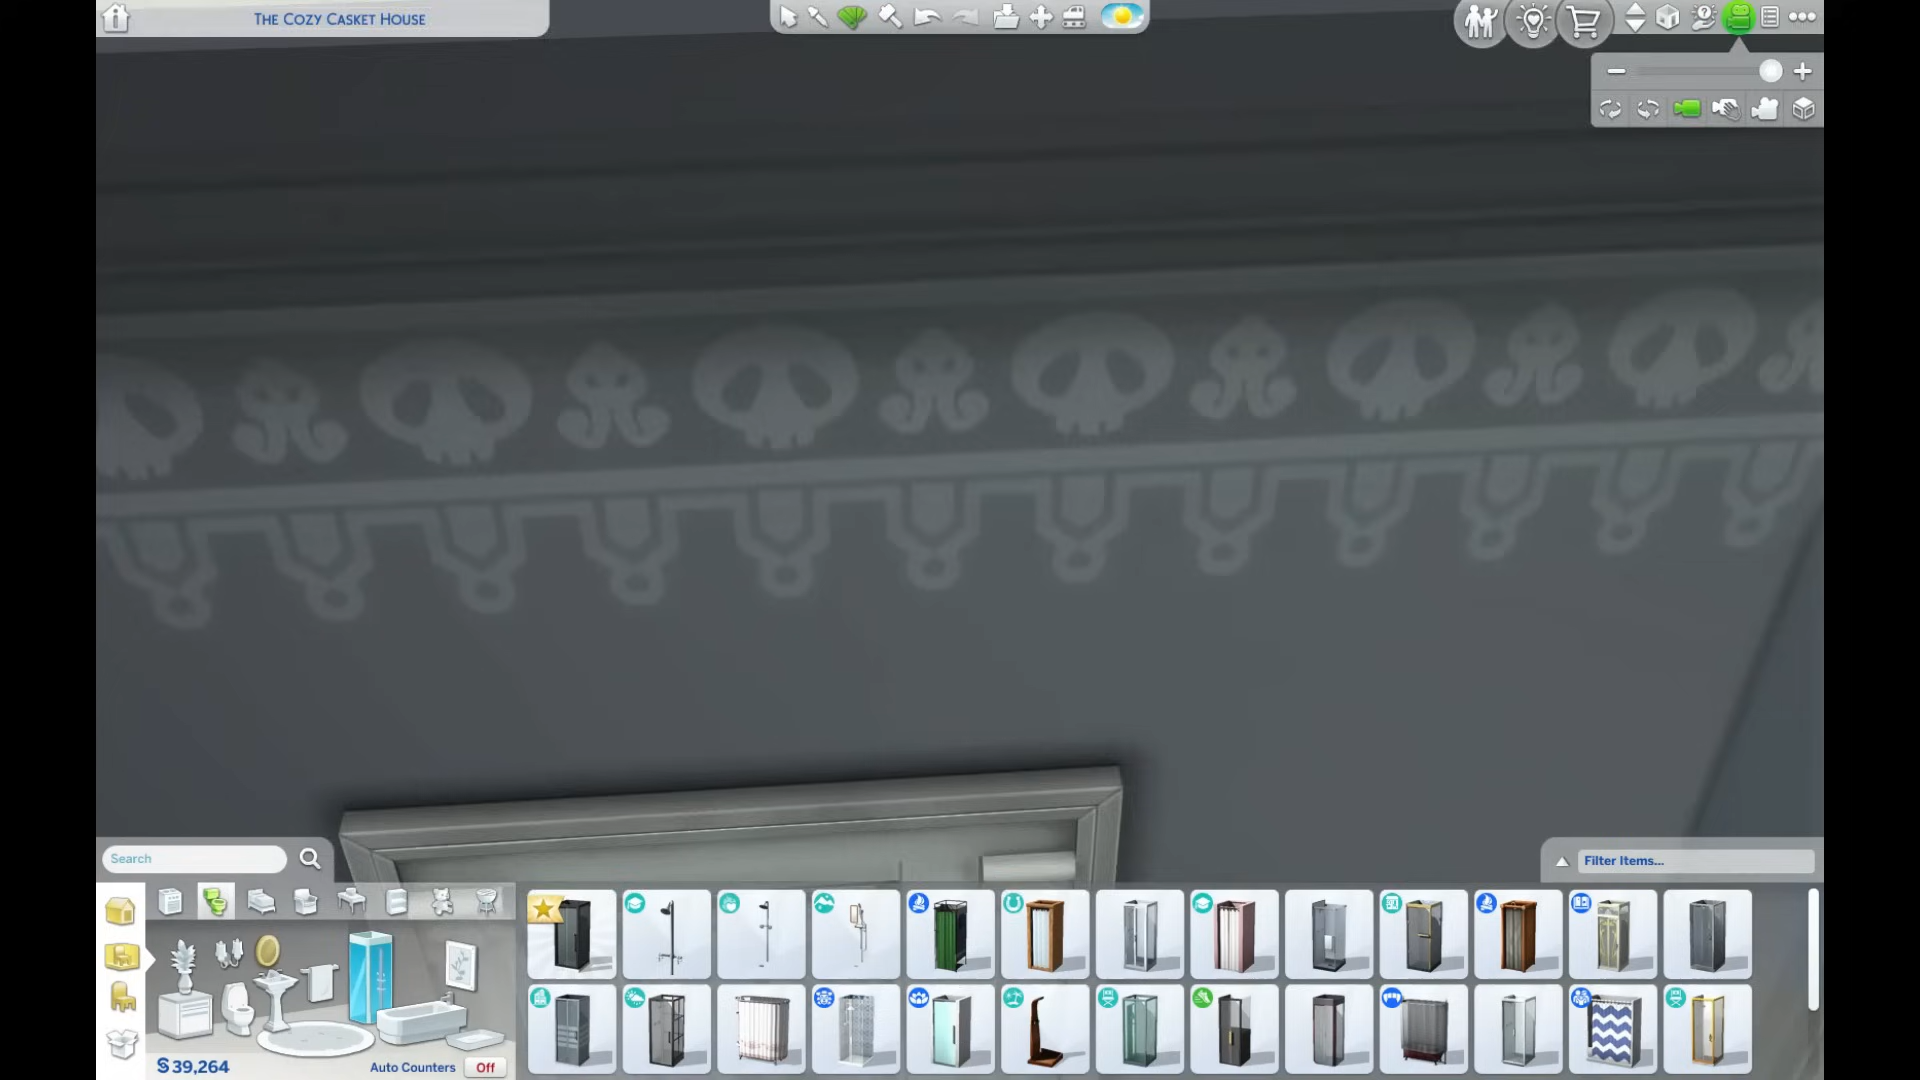 THE COZY CASKET HOUSE
Search
Filter Items...
§39,264
Auto Counters
Off